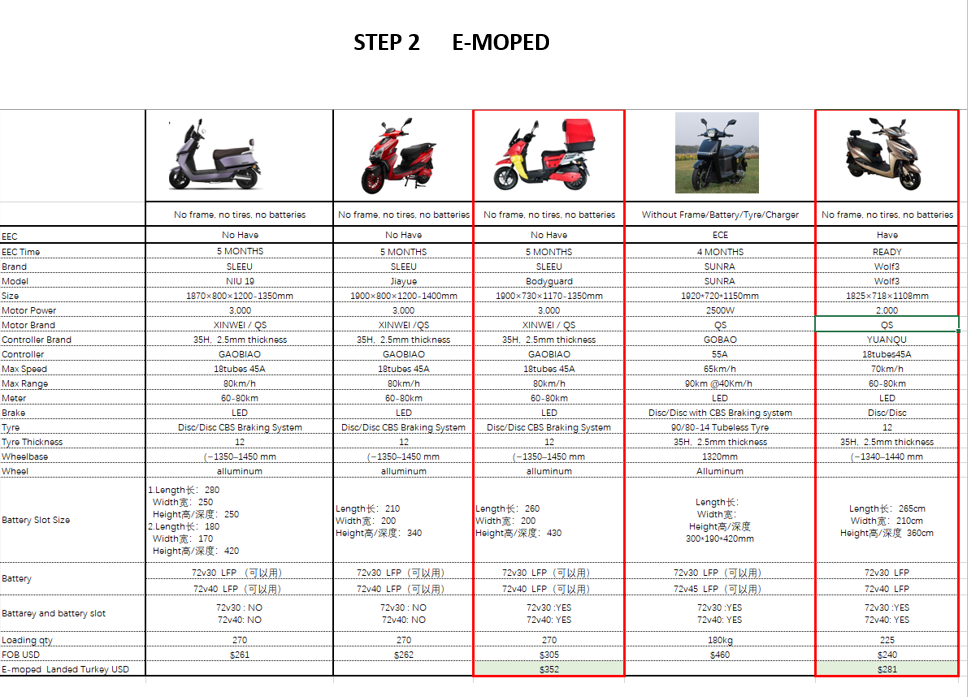 STEP 2 E-MOPED
No frame, no tires, no batteries No frame, no tires, no batteries No frame, no tires, no batteries Without Frame/Battery/Tyre/Charger No frame, no tires, no batteries
EEC No Have No Have No Have ECE Have
EEC Time 5 MONTHS 5 MONTHS 5 MONTHS 4 MONTHS READY
Brand SLEEU SLEEU SLEEU SUNRA Wolf3
Model NIU 19 Jiayue Bodyguard SUNRA Wolf3
Size 1870×800×1200-1350mm 1900×800×1200-1400mm 1900×730×1170-1350mm 1920*720*1150mm 1825×718×1108mm
Motor Power 3.000 3.000 3.000 2500W 2.000
Motor Brand XINWEI / QS XINWEI /QS XINWEI / QS QS QS
Controller Brand 35H, 2.5mm thickness 35H, 2.5mm thickness 35H, 2.5mm thickness GOBAO YUANQU
Controller GAOBIAO GAOBIAO GAOBIAO 55A 18tubes45A
Max Speed 18tubes 45A 18tubes 45A 18tubes 45A 65km/h 70km/h
Max Range 80km/h 80km/h 80km/h 90km @40Km/h 60-80km
Meter 60-80km 60-80km 60-80km LED LED
Brake LED LED LED Disc/Disc with CBS Braking system Disc/Disc
Tyre Disc/Disc CBS Braking System Disc/Disc CBS Braking System Disc/Disc CBS Braking System 90/80-14 Tubeless Tyre 12
Tyre Thickness 12 12 12 35H, 2.5mm thickness 35H, 2.5mm thickness
Wheelbase (~1350–1450 mm (~1350–1450 mm (~1350–1450 mm 1320mm (~1340–1440 mm
Wheel alluminum alluminum alluminum Alluminum
Battery Slot Size
1.Length长: 280
Width宽: 250
Height高/深度: 250
2.Length长: 180
Width宽: 170
Height高/深度: 420
Length长: 210
Width宽: 200
Height高/深度: 340
Length长: 260
Width宽: 200
Height高/深度: 430
Length长:
Width宽:
Height高/深度
300*190*420mm
Length长: 265cm
Width宽: 210cm
Height高/深度 360cm
Battery
72v30 LFP (可以用) 72v30 LFP (可以用) 72v30 LFP (可以用) 72v30 LFP (可以用) 72v30 LFP
72v40 LFP (可以用) 72v40 LFP (可以用) 72v40 LFP (可以用) 72v45 LFP (可以用) 72v40 LFP
Battarey and battery slot
72v30 : NO 72v30 : NO 72v30 :YES 72v30 :YES 72v30 :YES
72v40: NO 72v40: NO 72v40: YES 72v40: YES 72v40: YES
Loading qty 270 270 270 180kg 225
FOB USD $261 $262 $305 $460 $240
E-moped Landed Turkey USD $352 $281